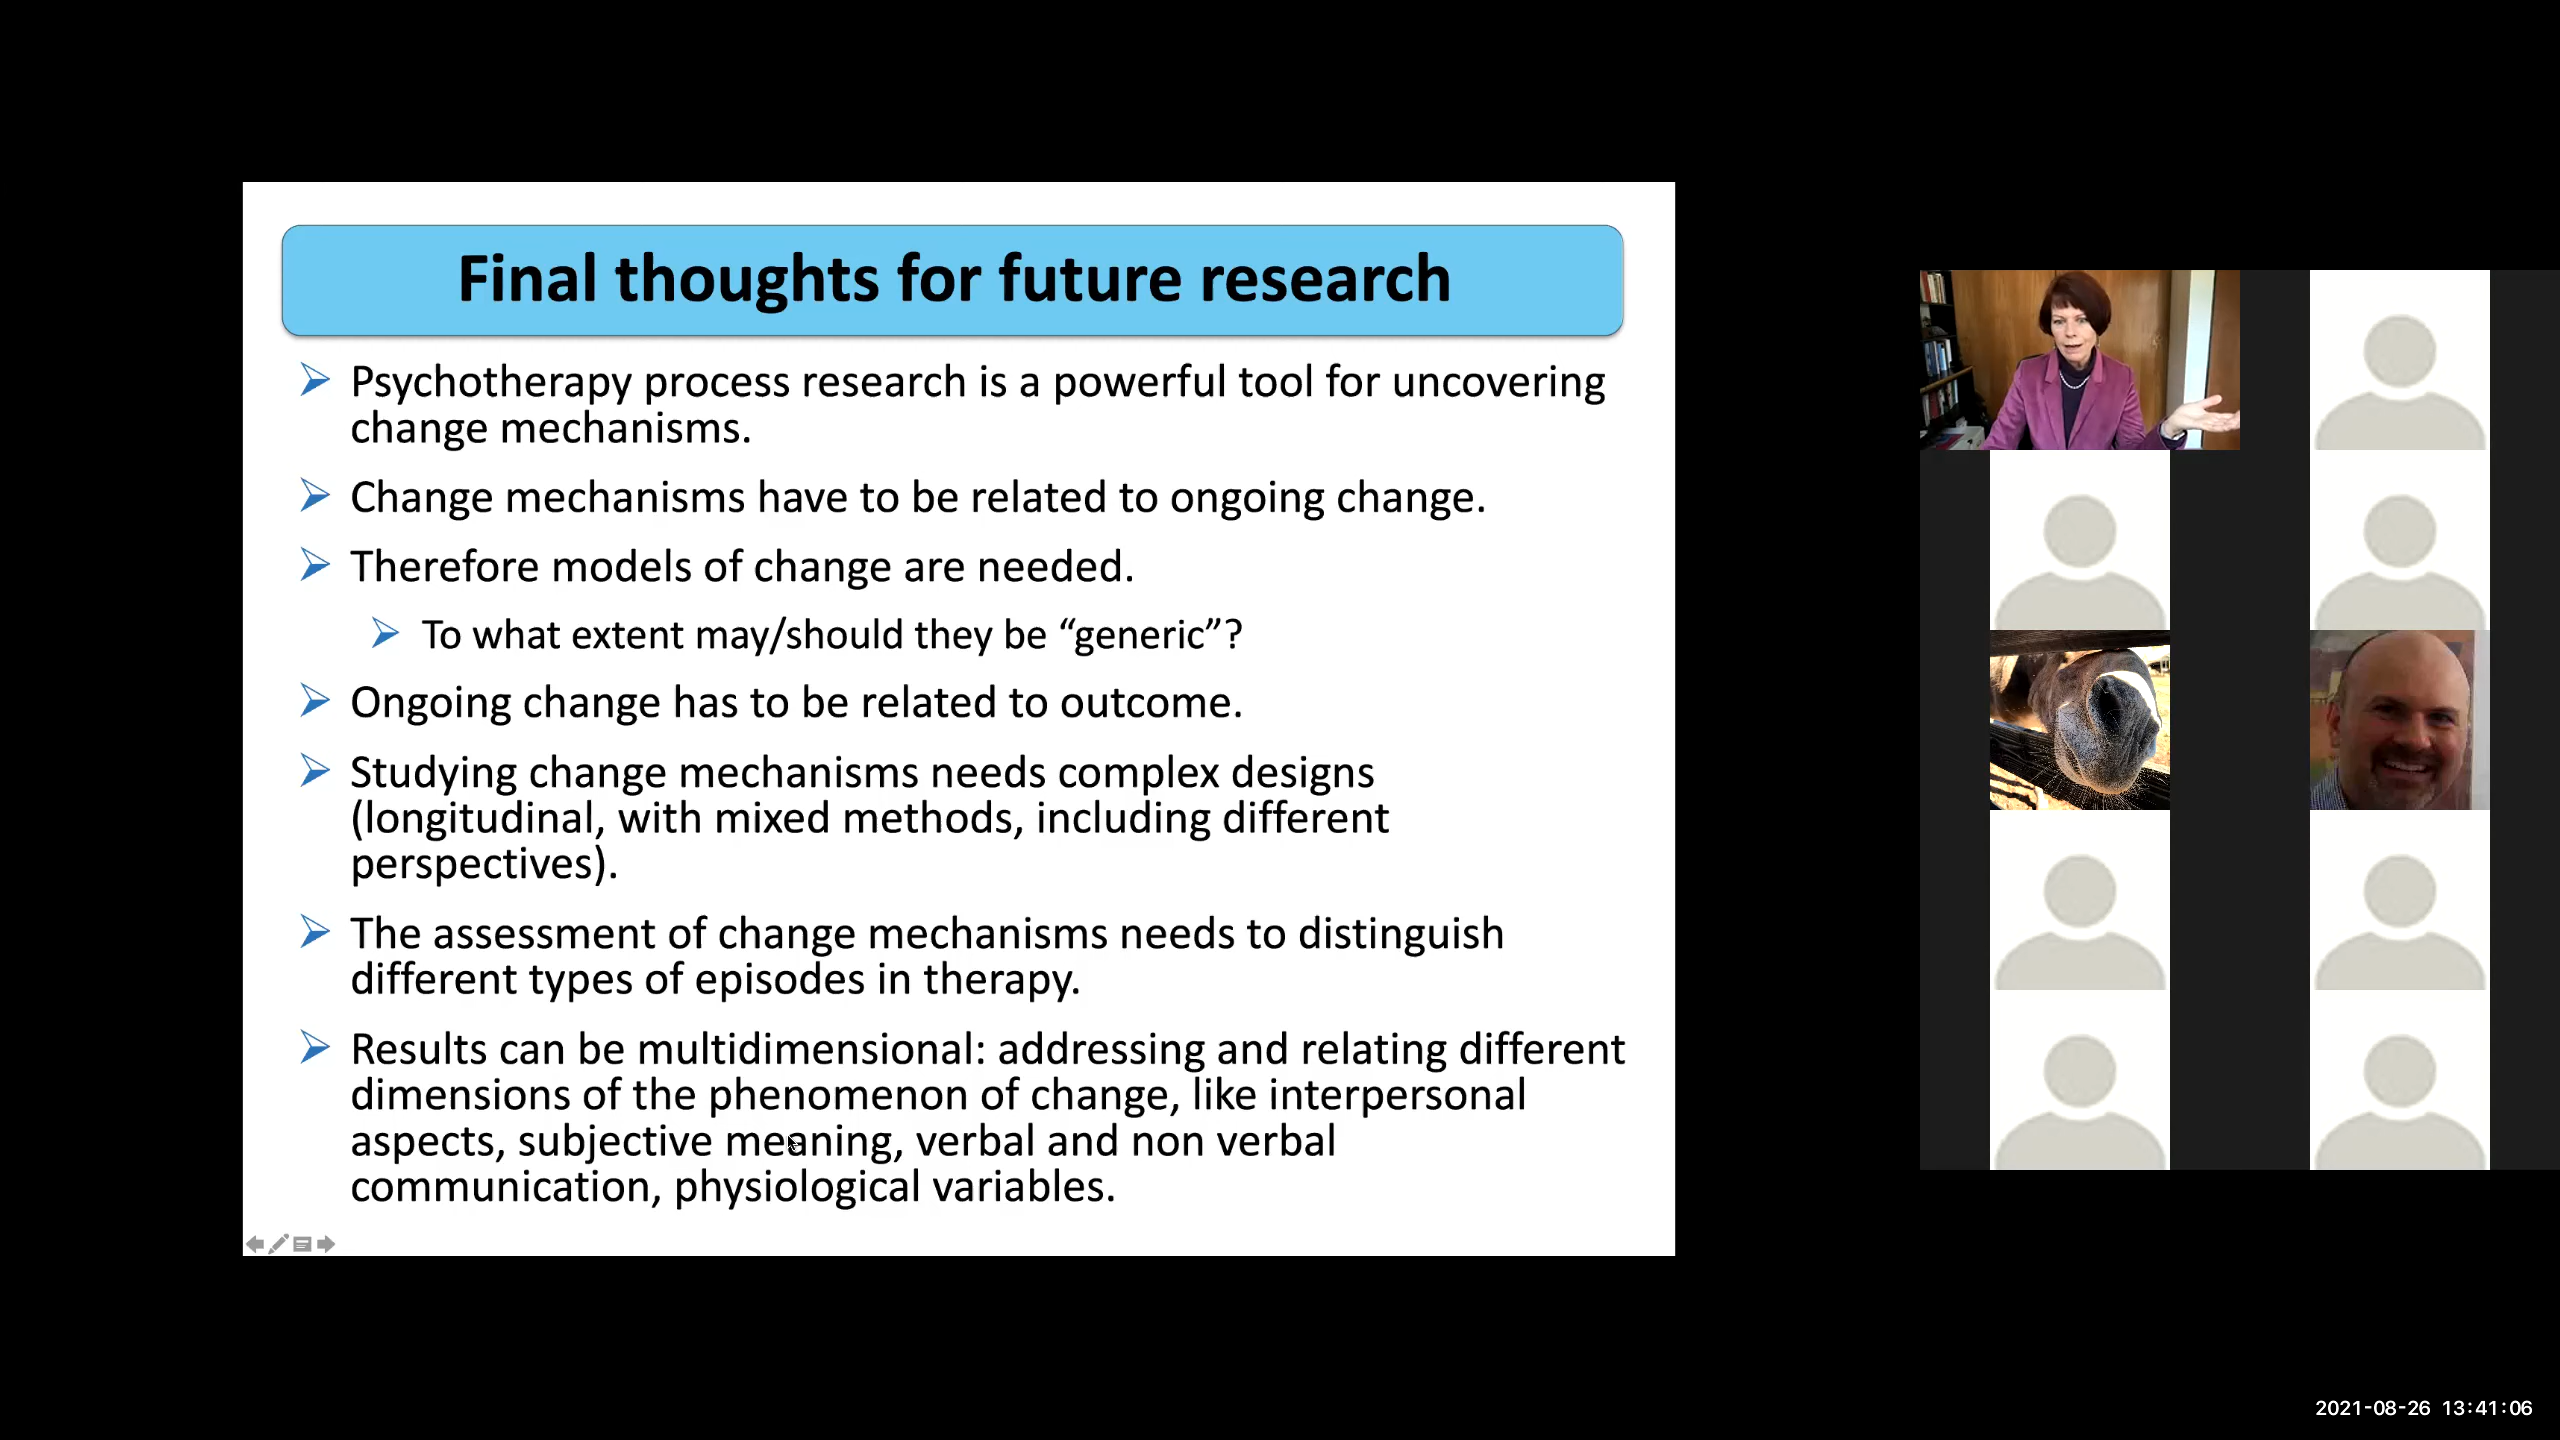 Final thoughts for future research
Psychotherapy process research is a powerful tool for uncovering
change mechanisms.
Change mechanisms have to be related to ongoing change.
Therefore models of change are needed.
To what extent may/should they be “generic”?
Ongoing change has to be related to outcome.
Studying change mechanisms needs complex designs
(longitudinal, with mixed methods, including different
perspectives).
The assessment of change mechanisms needs to distinguish
different types of episodes in therapy.
Results can be multidimensional: addressing and relating different
dimensions of the phenomenon of change, like interpersonal
aspects, subjective meaning, verbal and non verbal
communication, physiological variables.
2021-08-26 13:41:06